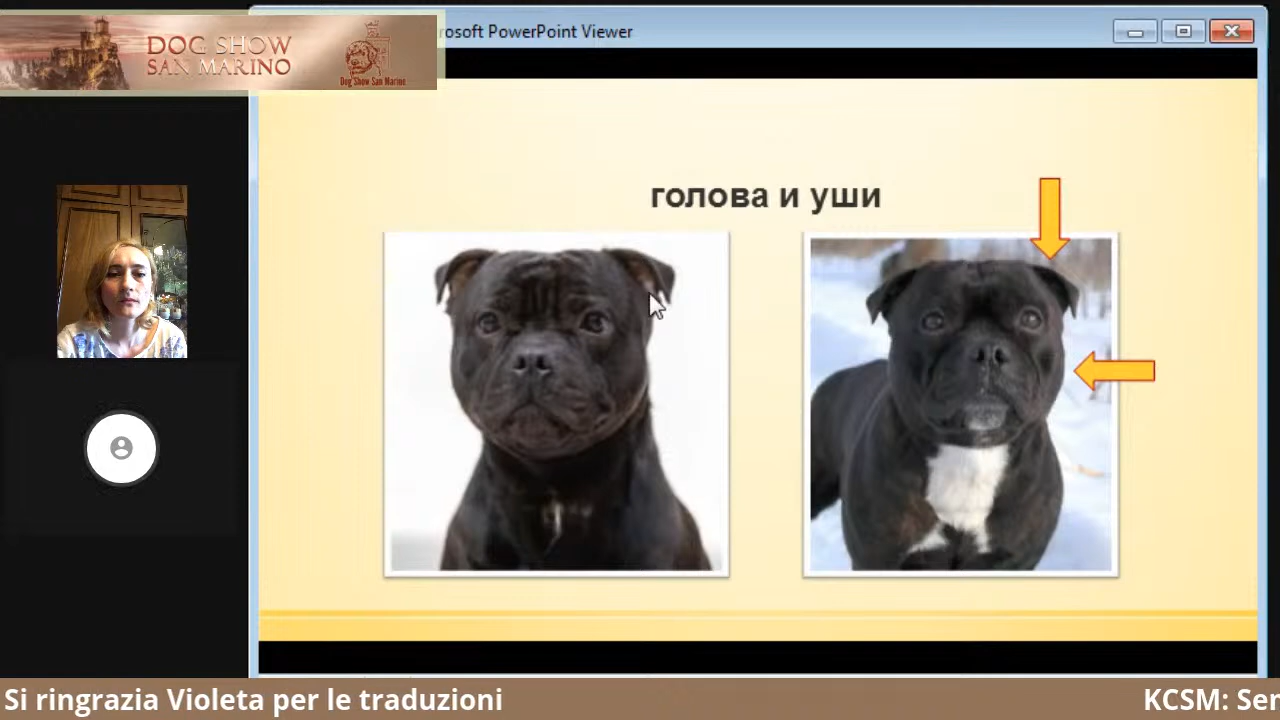 DOG SHOW
SAN MARINO
Dog Show San Marino
rosoft PowerPoint Viewer
голова и уши
Si ringrazia Violeta per le traduzioni
KCSM: Ser